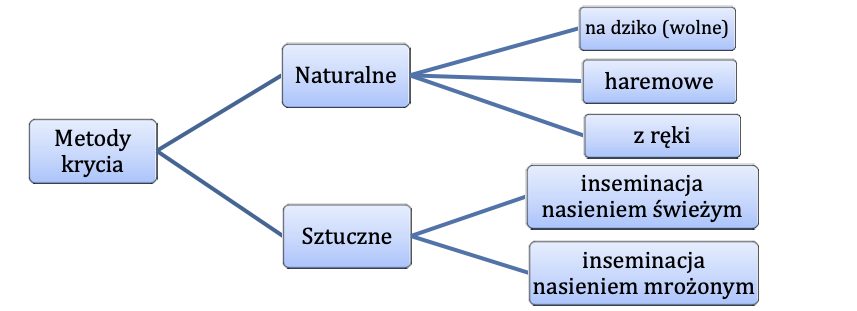 Metody
krycia
Naturalne
na dziko (wolne)
haremowe
z ręki
Sztuczne
inseminacja
nasieniem świeżym
inseminacja
nasieniem mrożonym